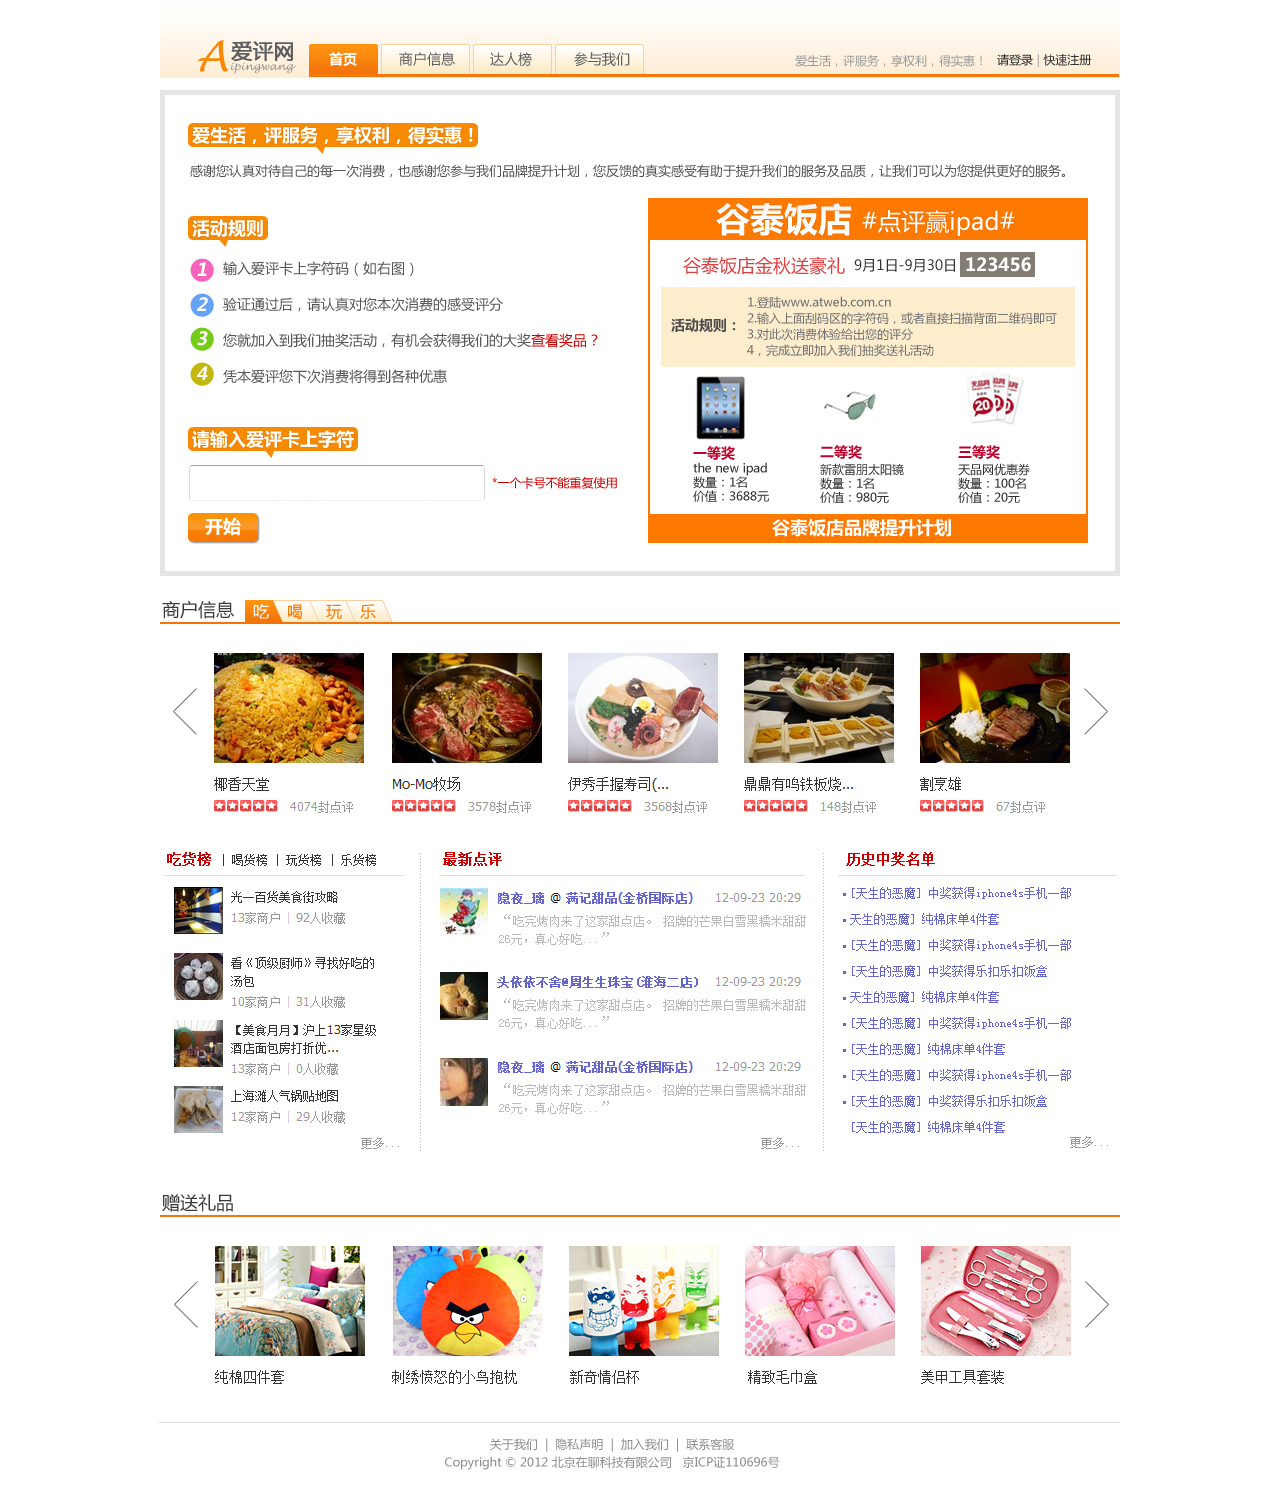 爱评网
Aipingwang
首页 商户信息 达人榜 参与我们
爱生活，评服务，享权利，得实惠！ 请登录 | 快速注册
爱生活，评服务，享权利，得实惠！
感谢您认真对待自己的每一次消费，也感谢您参与我们品牌提升计划，您反馈的真实感受有助于提升我们的服务及品质，让我们可以为您提供更好的服务。
活动规则
1 输入爱评卡上字符码（如右图）
2 验证通过后，请认真对您本次消费的感受评分
3 您就加入到我们抽奖活动，有机会获得我们的大奖查看奖品？
4 凭本爱评您下次消费将得到各种优惠
请输入爱评卡上字符
*一个卡号不能重复使用
开始
谷泰饭店 #点评赢ipad#
谷泰饭店金秋送豪礼 9月1日-9月30日 123456
活动规则：
1.登陆www.atweb.com.cn
2.输入上面刮码区的字符码，或者直接扫描背面二维码即可
3.对此次消费体验给出您的评分
4，完成立即加入我们抽奖送礼活动
一等奖
the new ipad
数量：1名
价值：3688元
二等奖
新款雷朋太阳镜
数量：1名
价值：980元
三等奖
天品网优惠券
数量：100名
价值：20元
谷泰饭店品牌提升计划
商户信息 吃 喝 玩 乐
椰香天堂
4074封点评
Mo-Mo牧场
3578封点评
伊秀手握寿司(...
3568封点评
鼎鼎有鸣铁板烧...
148封点评
割烹雄
67封点评
吃货榜 | 喝货榜 | 玩货榜 | 乐货榜
光一百货美食街攻略
13家商户 | 92人收藏
看《顶级厨师》寻找好吃的
汤包
10家商户 | 31人收藏
【美食月月】沪上13家星级
酒店面包房打折优...
13家商户 | 0人收藏
上海滩人气锅贴地图
12家商户 | 29人收藏
更多...
最新点评
隐夜_璃 @ 满记甜品(金桥国际店) 12-09-23 20:29
“吃完烤肉来了这家甜点店。 招牌的芒果白雪黑糯米甜甜
26元，真心好吃...”
头依依不舍@周生生珠宝(淮海二店) 12-09-23 20:29
“吃完烤肉来了这家甜点店。 招牌的芒果白雪黑糯米甜甜
26元，真心好吃...”
隐夜_璃 @ 满记甜品(金桥国际店) 12-09-23 20:29
“吃完烤肉来了这家甜点店。 招牌的芒果白雪黑糯米甜甜
26元，真心好吃...”
更多...
历史中奖名单
[天生的恶魔] 中奖获得iphone4s手机一部
天生的恶魔] 纯棉床单4件套
[天生的恶魔] 中奖获得iphone4s手机一部
[天生的恶魔] 中奖获得乐扣乐扣饭盒
天生的恶魔] 纯棉床单4件套
[天生的恶魔] 中奖获得iphone4s手机一部
[天生的恶魔] 纯棉床单4件套
[天生的恶魔] 中奖获得iphone4s手机一部
[天生的恶魔] 中奖获得乐扣乐扣饭盒
[天生的恶魔] 纯棉床单4件套
更多...
赠送礼品
纯棉四件套
刺绣愤怒的小鸟抱枕
新奇情侣杯
精致毛巾盒
美甲工具套装
关于我们 | 隐私声明 | 加入我们 | 联系客服
Copyright © 2012 北京在聊科技有限公司 京ICP证110696号